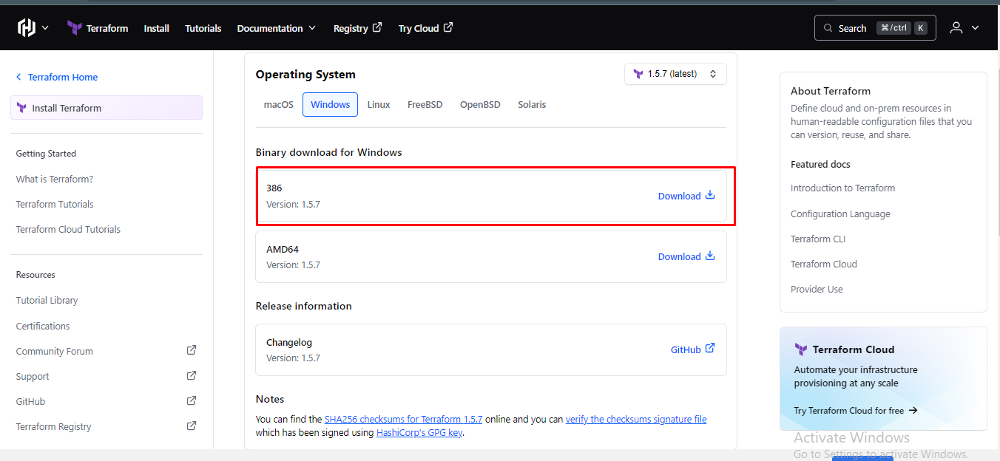 Terraform
Install
Tutorials
Documentation
Registry
Try Cloud
Search
⌘/ctrl
K
Terraform Home
Install Terraform
Getting Started
What is Terraform?
Terraform Tutorials
Terraform Cloud Tutorials
Resources
Tutorial Library
Certifications
Community Forum
Support
GitHub
Terraform Registry
Operating System
1.5.7 (latest)
macOS
Windows
Linux
FreeBSD
OpenBSD
Solaris
Binary download for Windows
386
Version: 1.5.7
Download
AMD64
Version: 1.5.7
Download
Release information
Changelog
Version: 1.5.7
GitHub
Notes
You can find the SHA256 checksums for Terraform 1.5.7 online and you can verify the checksums signature file
which has been signed using HashiCorp's GPG key.
About Terraform
Define cloud and on-prem resources in
human-readable configuration files that you
can version, reuse, and share.
Featured docs
Introduction to Terraform
Configuration Language
Terraform CLI
Terraform Cloud
Provider Use
Terraform Cloud
Automate your infrastructure
provisioning at any scale
Try Terraform Cloud for free →
Activate Windows
Go to Settings to activate Windows.